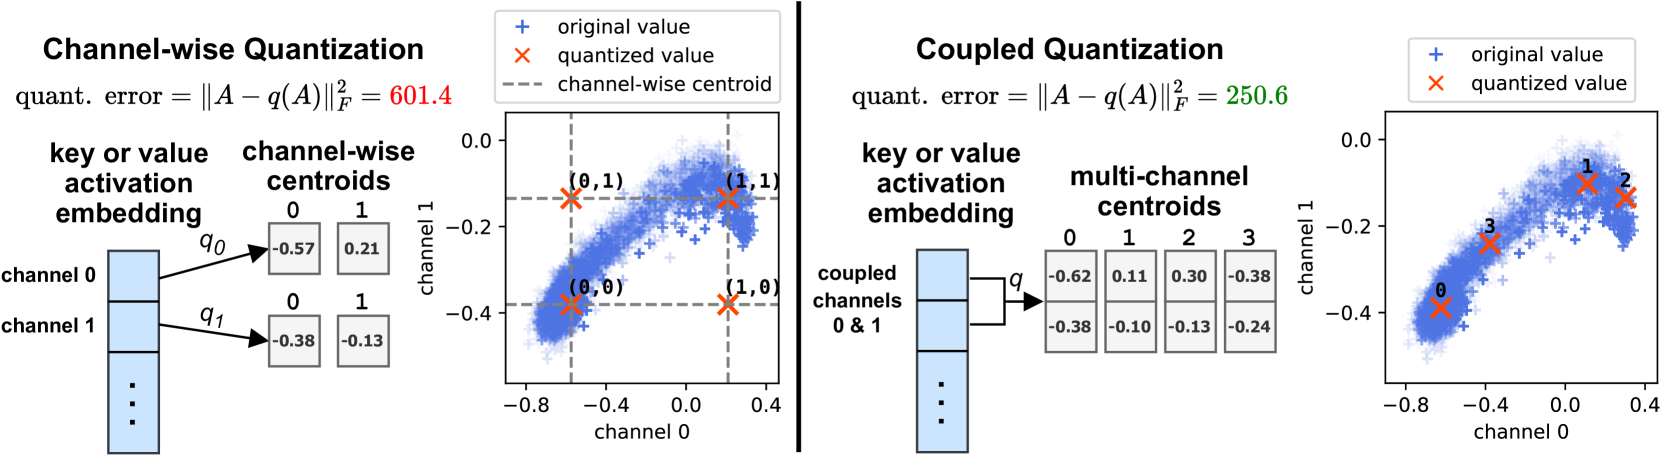 Channel-wise Quantization
quant. error = ‖A − q(A)‖²_F = 601.4
key or value
activation
embedding
channel-wise
centroids
0 1
-0.57 0.21
q₀
channel 0
0 1
-0.38 -0.13
q₁
channel 1
⋮
original value
quantized value
channel-wise centroid
(0,1)
(1,1)
(0,0)
(1,0)
0.0
−0.2
−0.4
channel 1
−0.8 −0.4 0.0 0.4
channel 0
Coupled Quantization
quant. error = ‖A − q(A)‖²_F = 250.6
key or value
activation
embedding
multi-channel
centroids
0 1 2 3
-0.62 0.11 0.30 -0.38
-0.38 -0.10 -0.13 -0.24
q
coupled
channels
0 & 1
⋮
original value
quantized value
1
2
3
0
0.0
−0.2
−0.4
channel 1
−0.8 −0.4 0.0 0.4
channel 0